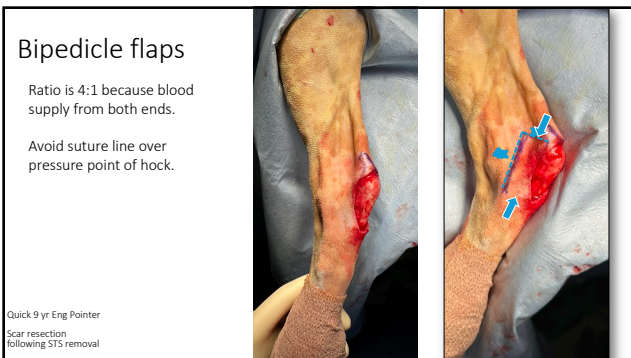 Bipedicle flaps
Ratio is 4:1 because blood
supply from both ends.
Avoid suture line over
pressure point of hock.
Quick 9 yr Eng Pointer
Scar resection
following STS removal